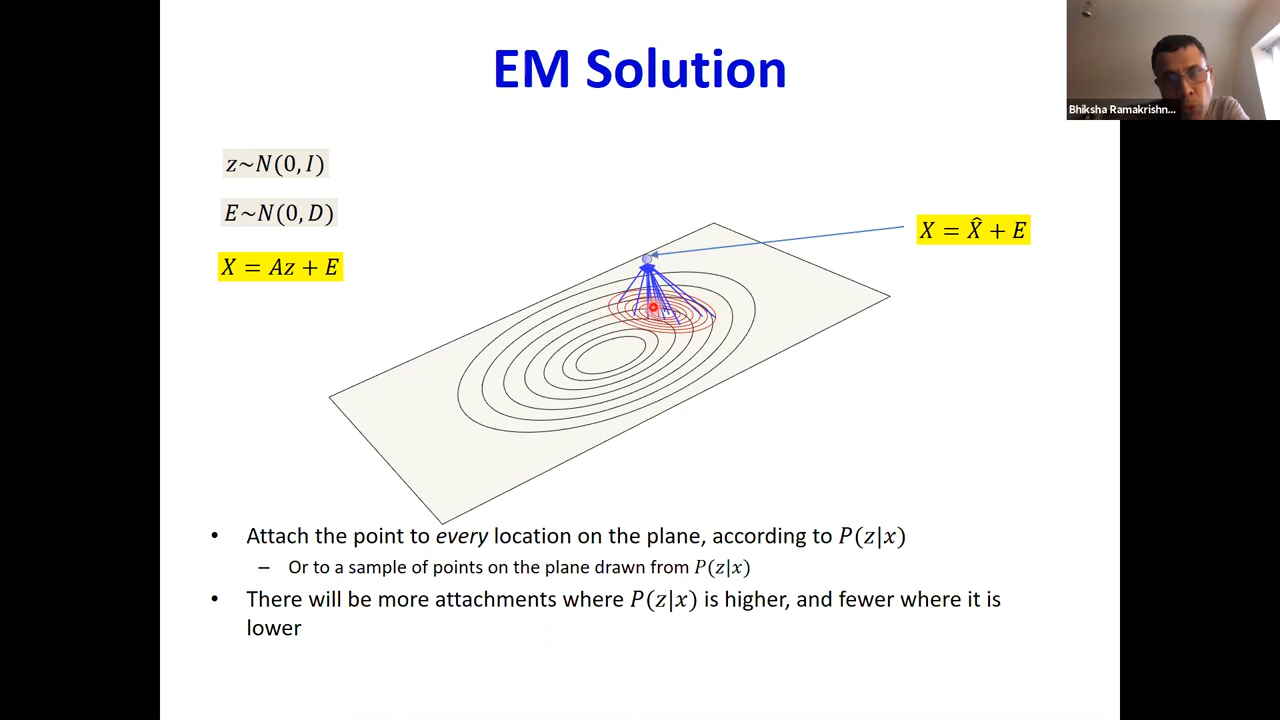 EM Solution
Bhiksha Ramakrishn...
z~N(0, I)
E~N(0, D)
X = Az + E
X = X̂ + E
• Attach the point to every location on the plane, according to P(z|x)
– Or to a sample of points on the plane drawn from P(z|x)
• There will be more attachments where P(z|x) is higher, and fewer where it is
lower